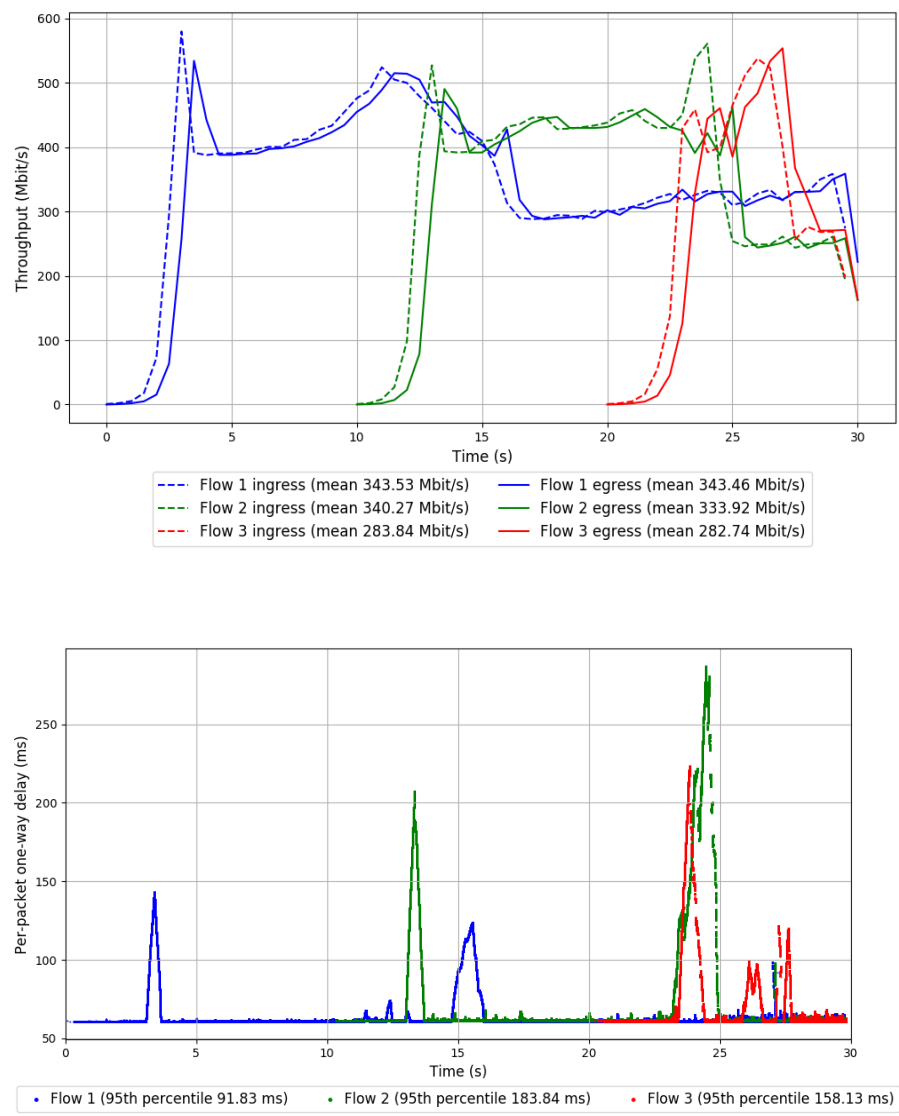 600
500
400
300
200
100
0
Throughput (Mbit/s)
0 5 10 15 20 25 30
Time (s)
Flow 1 ingress (mean 343.53 Mbit/s) Flow 1 egress (mean 343.46 Mbit/s)
Flow 2 ingress (mean 340.27 Mbit/s) Flow 2 egress (mean 333.92 Mbit/s)
Flow 3 ingress (mean 283.84 Mbit/s) Flow 3 egress (mean 282.74 Mbit/s)
250
200
150
100
50
Per-packet one-way delay (ms)
0 5 10 15 20 25 30
Time (s)
Flow 1 (95th percentile 91.83 ms) Flow 2 (95th percentile 183.84 ms) Flow 3 (95th percentile 158.13 ms)